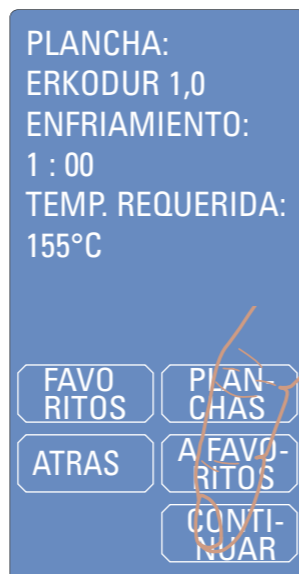 PLANCHA:
ERKODUR 1,0
ENFRIAMIENTO:
1 : 00
TEMP. REQUERIDA:
155°C
FAVO
RITOS
PLAN-
CHAS
ATRAS
A FAVO-
RITOS
CONTI-
NUAR